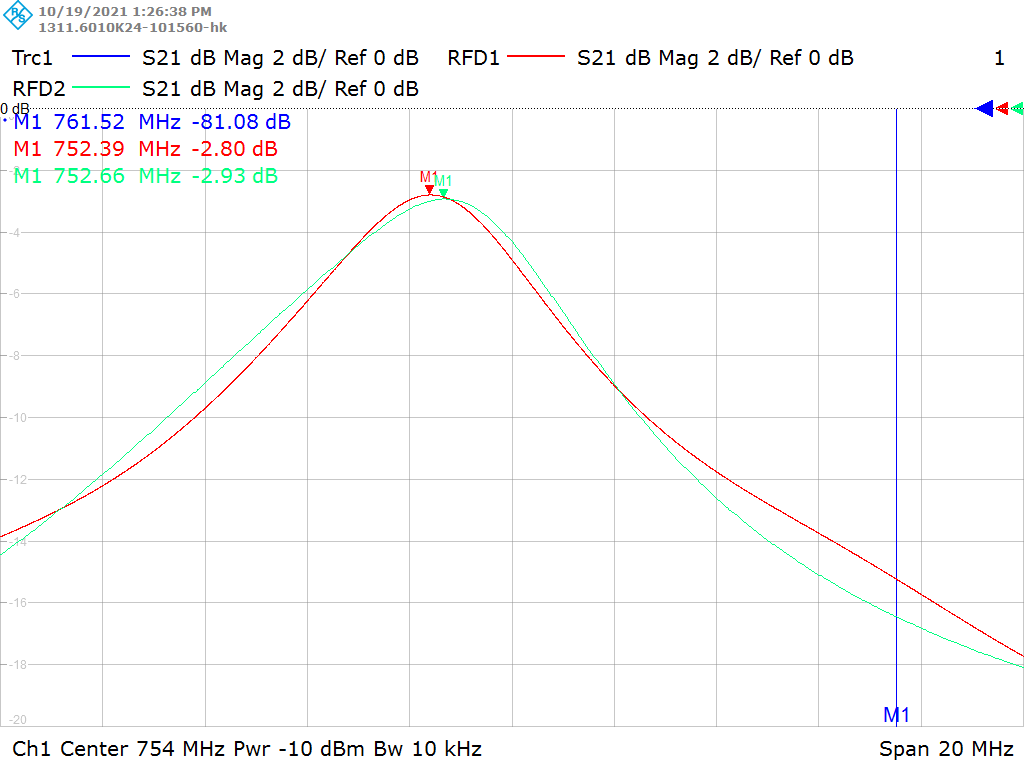 R&S
10/19/2021 1:26:38 PM
1311.6010K24-101560-hk
Trc1 S21 dB Mag 2 dB/ Ref 0 dB RFD1 S21 dB Mag 2 dB/ Ref 0 dB 1
RFD2 S21 dB Mag 2 dB/ Ref 0 dB
0 dB
M1 761.52 MHz -81.08 dB
M1 752.39 MHz -2.80 dB
M1 752.66 MHz -2.93 dB
M1 M1
-4
-6
-8
-10
-12
-14
-16
-18
-20
M1
Ch1 Center 754 MHz Pwr -10 dBm Bw 10 kHz Span 20 MHz